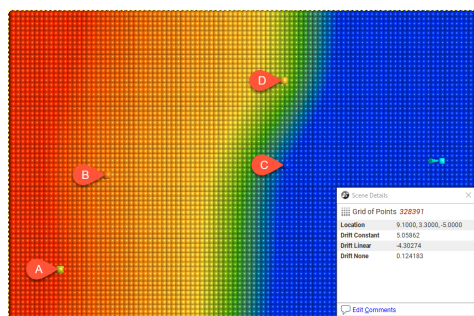 D
C
B
A
Scene Details
Grid of Points 328391
Location 9.1000, 3.3000, -5.0000
Drift Constant 5.05862
Drift Linear -4.30274
Drift None 0.124183
Edit Comments